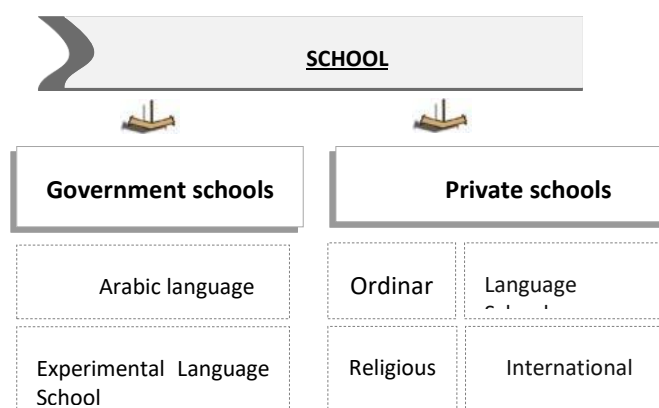 SCHOOL
Government schools
Private schools
Arabic language
Ordinar
Language
Experimental Language
School
Religious
International